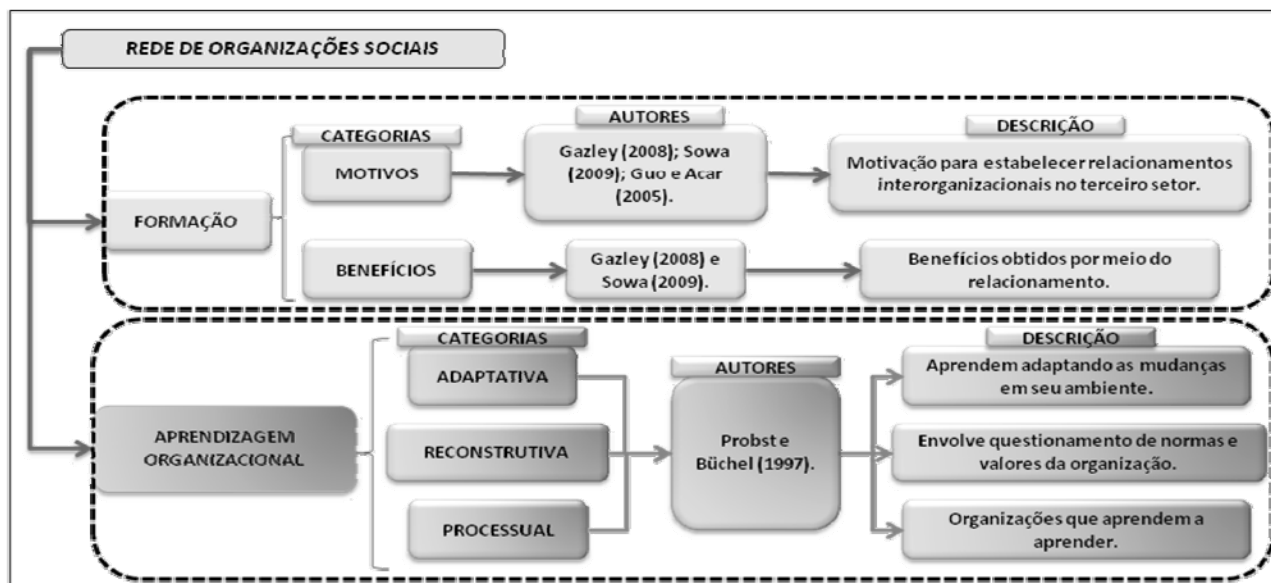 REDE DE ORGANIZAÇÕES SOCIAIS
FORMAÇÃO
CATEGORIAS
MOTIVOS
BENEFÍCIOS
AUTORES
Gazley (2008); Sowa
(2009); Guo e Acar
(2005).
Gazley (2008) e
Sowa (2009).
DESCRIÇÃO
Motivação para estabelecer relacionamentos
interorganizacionais no terceiro setor.
Benefícios obtidos por meio do
relacionamento.
APRENDIZAGEM
ORGANIZACIONAL
CATEGORIAS
ADAPTATIVA
RECONSTRUTIVA
PROCESSUAL
AUTORES
Probst e
Büchel (1997).
DESCRIÇÃO
Aprendem adaptando as mudanças
em seu ambiente.
Envolve questionamento de normas e
valores da organização.
Organizações que aprendem a
aprender.